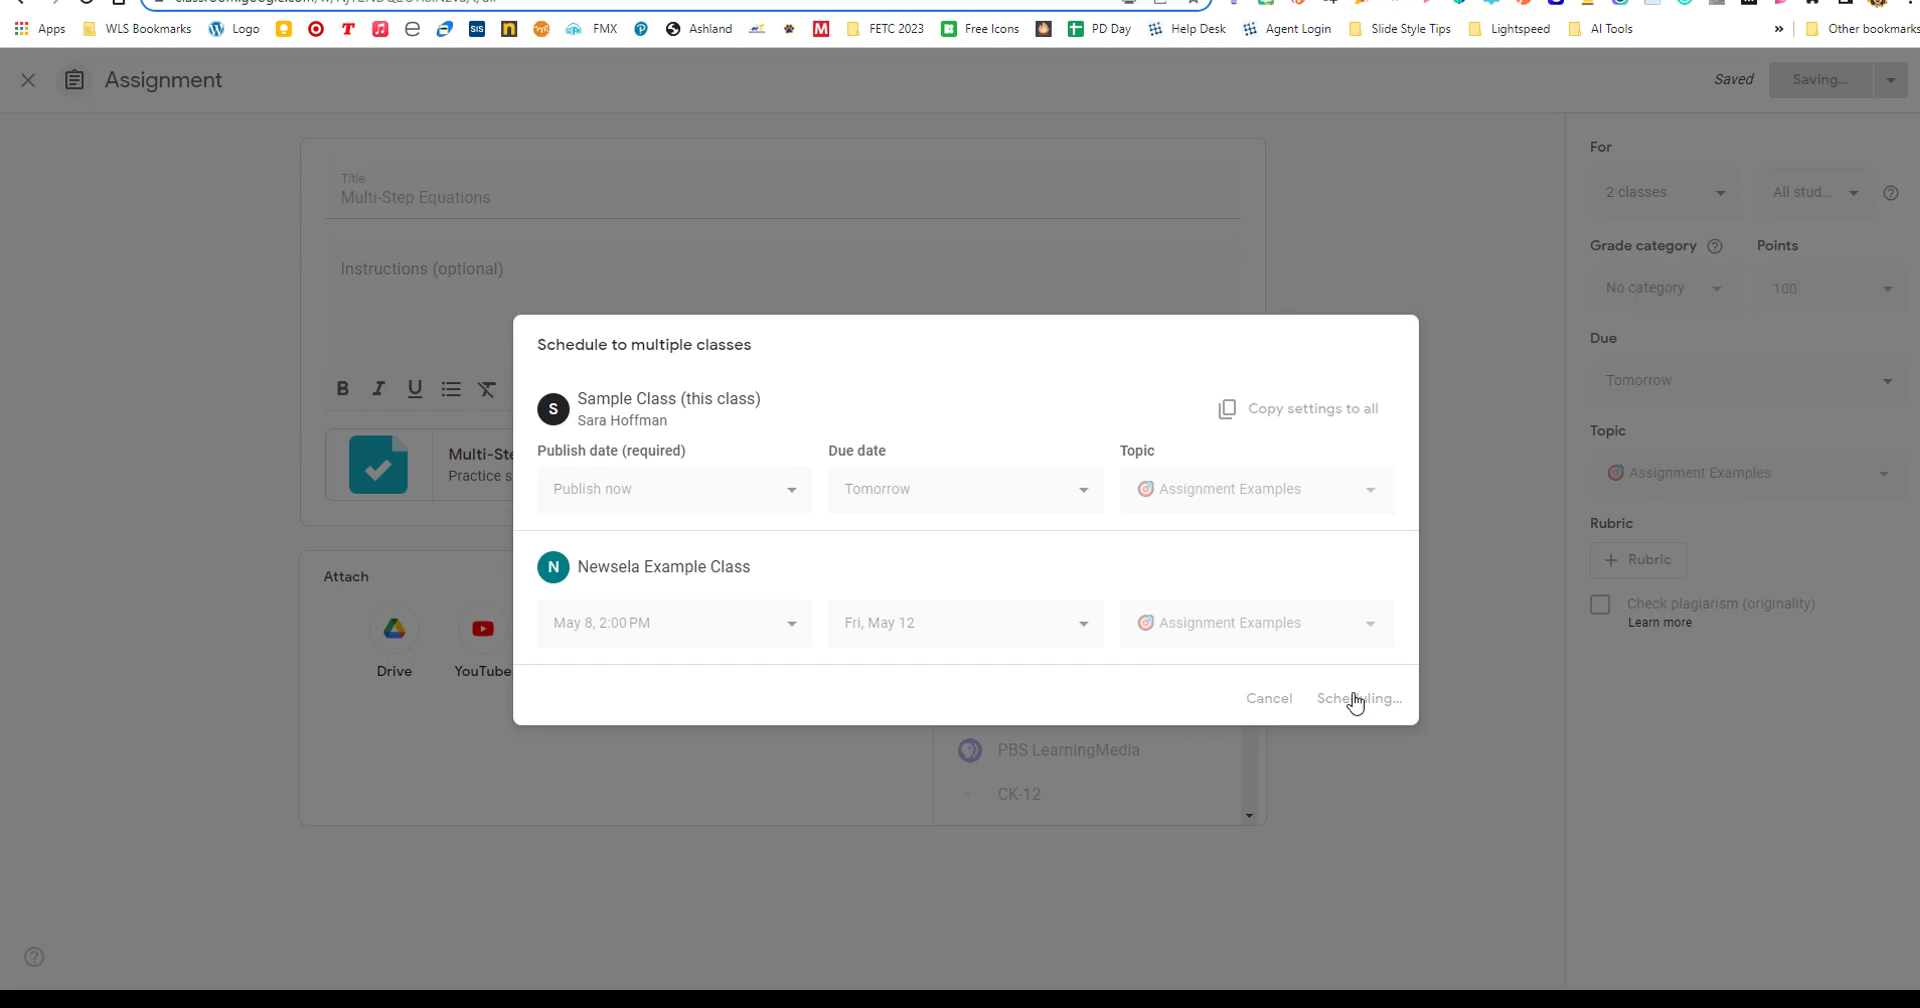 Apps WLS Bookmarks Logo FMX Ashland FETC 2023 Free Icons PD Day Help Desk Agent Login Slide Style Tips Lightspeed AI Tools » Other bookmarks
Assignment
Saved
Saving...
Title
Multi-Step Equations
Instructions (optional)
B I U
Multi-Ste
Practice s
Attach
Drive
YouTube
PBS LearningMedia
CK-12
Schedule to multiple classes
S
Sample Class (this class)
Sara Hoffman
Copy settings to all
Publish date (required) Due date Topic
Publish now Tomorrow Assignment Examples
N Newsela Example Class
May 8, 2:00 PM Fri, May 12 Assignment Examples
Cancel
For
2 classes All stud...
Grade category Points
No category 100
Due
Tomorrow
Topic
Assignment Examples
Rubric
+ Rubric
Check plagiarism (originality)
Learn more